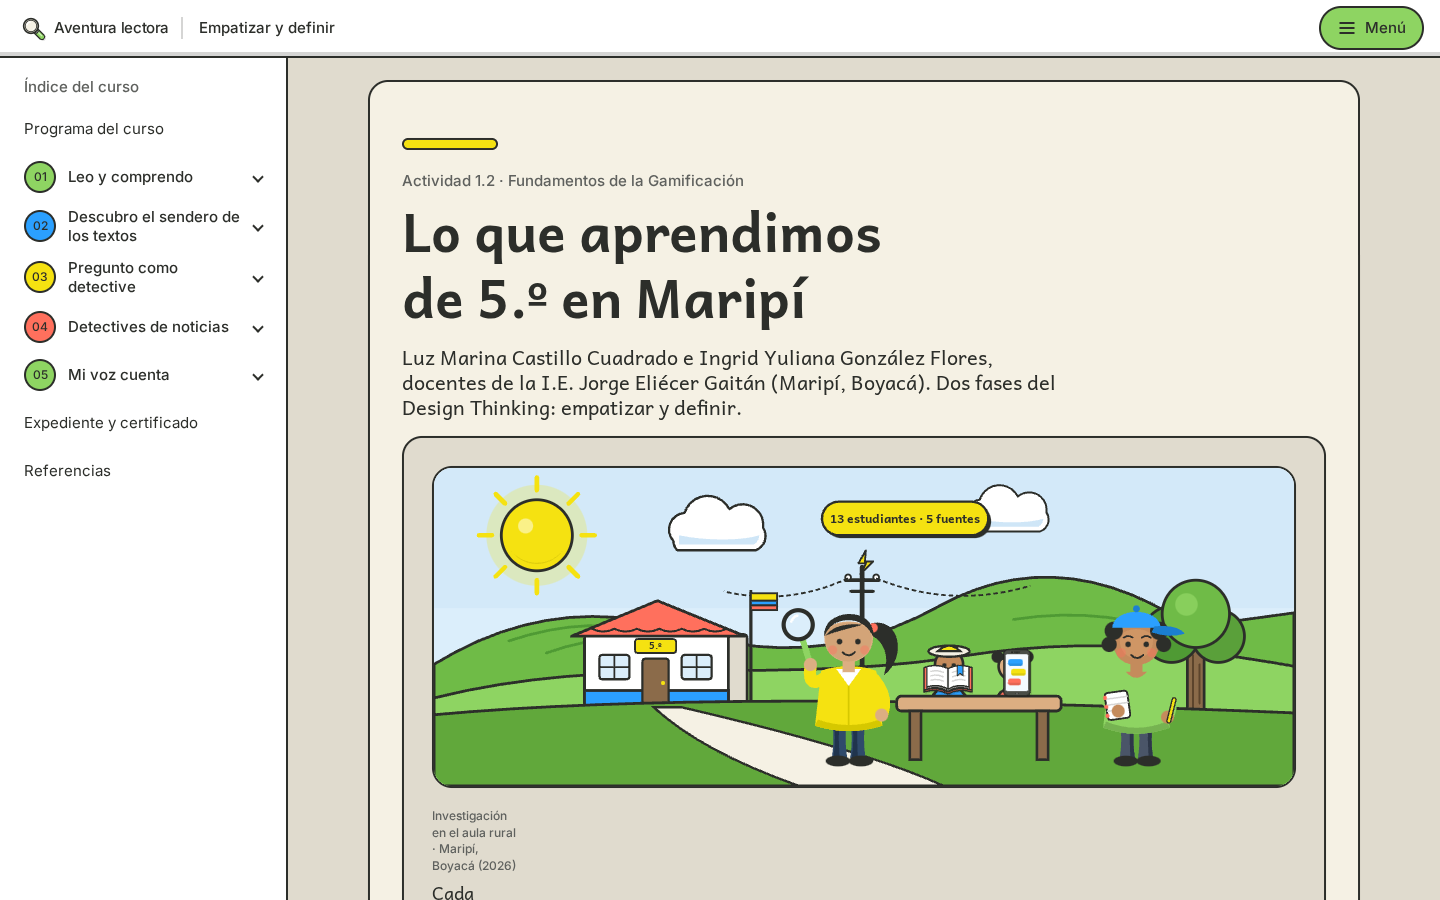 Aventura lectora
Empatizar y definir
Menú
Índice del curso
Programa del curso
01 Leo y comprendo
02 Descubro el sendero de
los textos
03 Pregunto como
detective
04 Detectives de noticias
05 Mi voz cuenta
Expediente y certificado
Referencias
Actividad 1.2 · Fundamentos de la Gamificación
Lo que aprendimos
de 5.º en Maripí
Luz Marina Castillo Cuadrado e Ingrid Yuliana González Flores,
docentes de la I.E. Jorge Eliécer Gaitán (Maripí, Boyacá). Dos fases del
Design Thinking: empatizar y definir.
13 estudiantes · 5 fuentes
5.º
Investigación
en el aula rural
· Maripí,
Boyacá (2026)
Cada